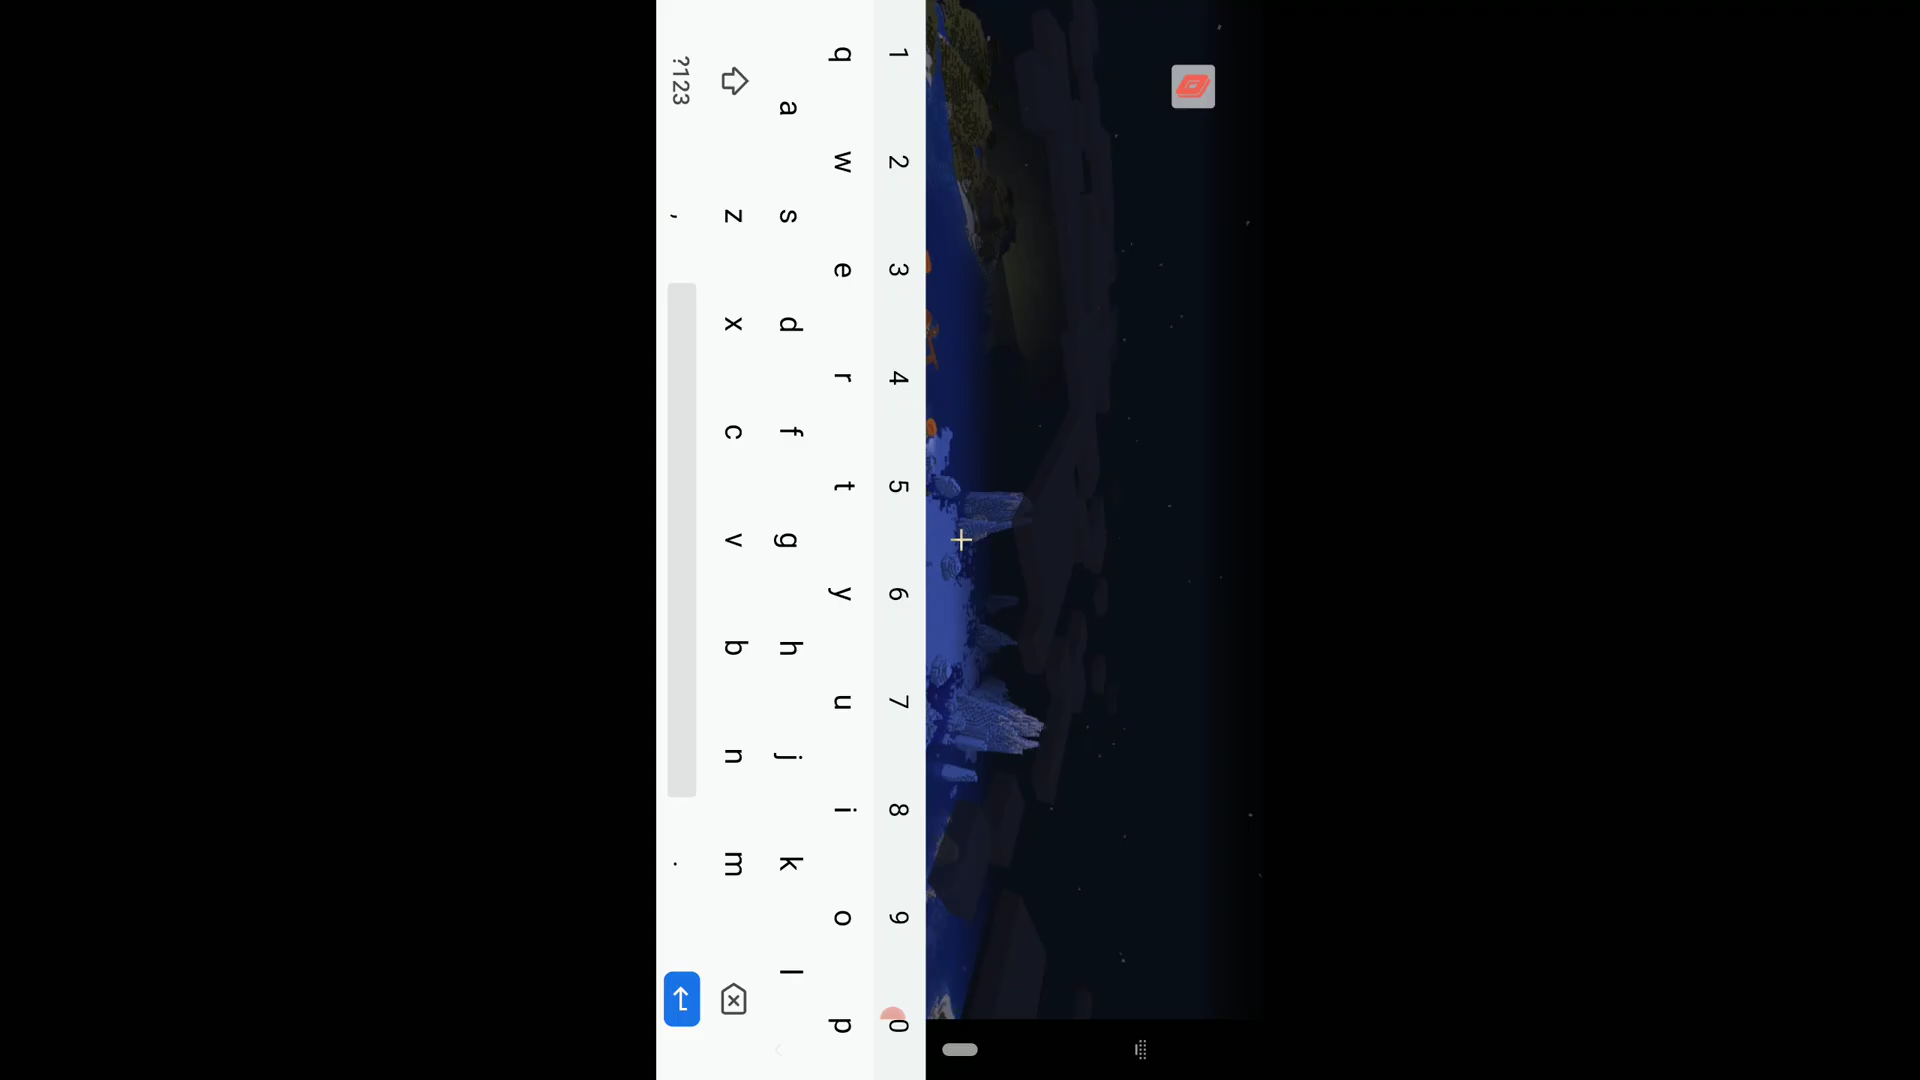 1 2 3 4 5 6 7 8 9 0
q w e r t y u i o p
a s d f g h j k l
z x c v b n m
?123 , .